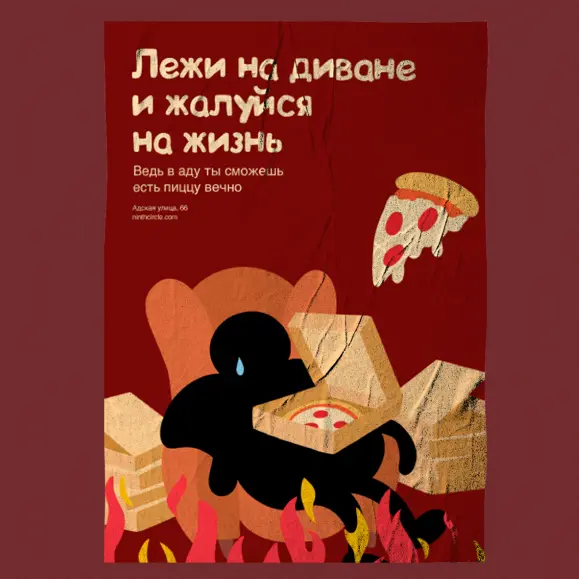 Лежи на диване
и жалуйся
на жизнь
Ведь в аду ты сможешь
есть пиццу вечно
Адская улица, 66
ninthcircle.com